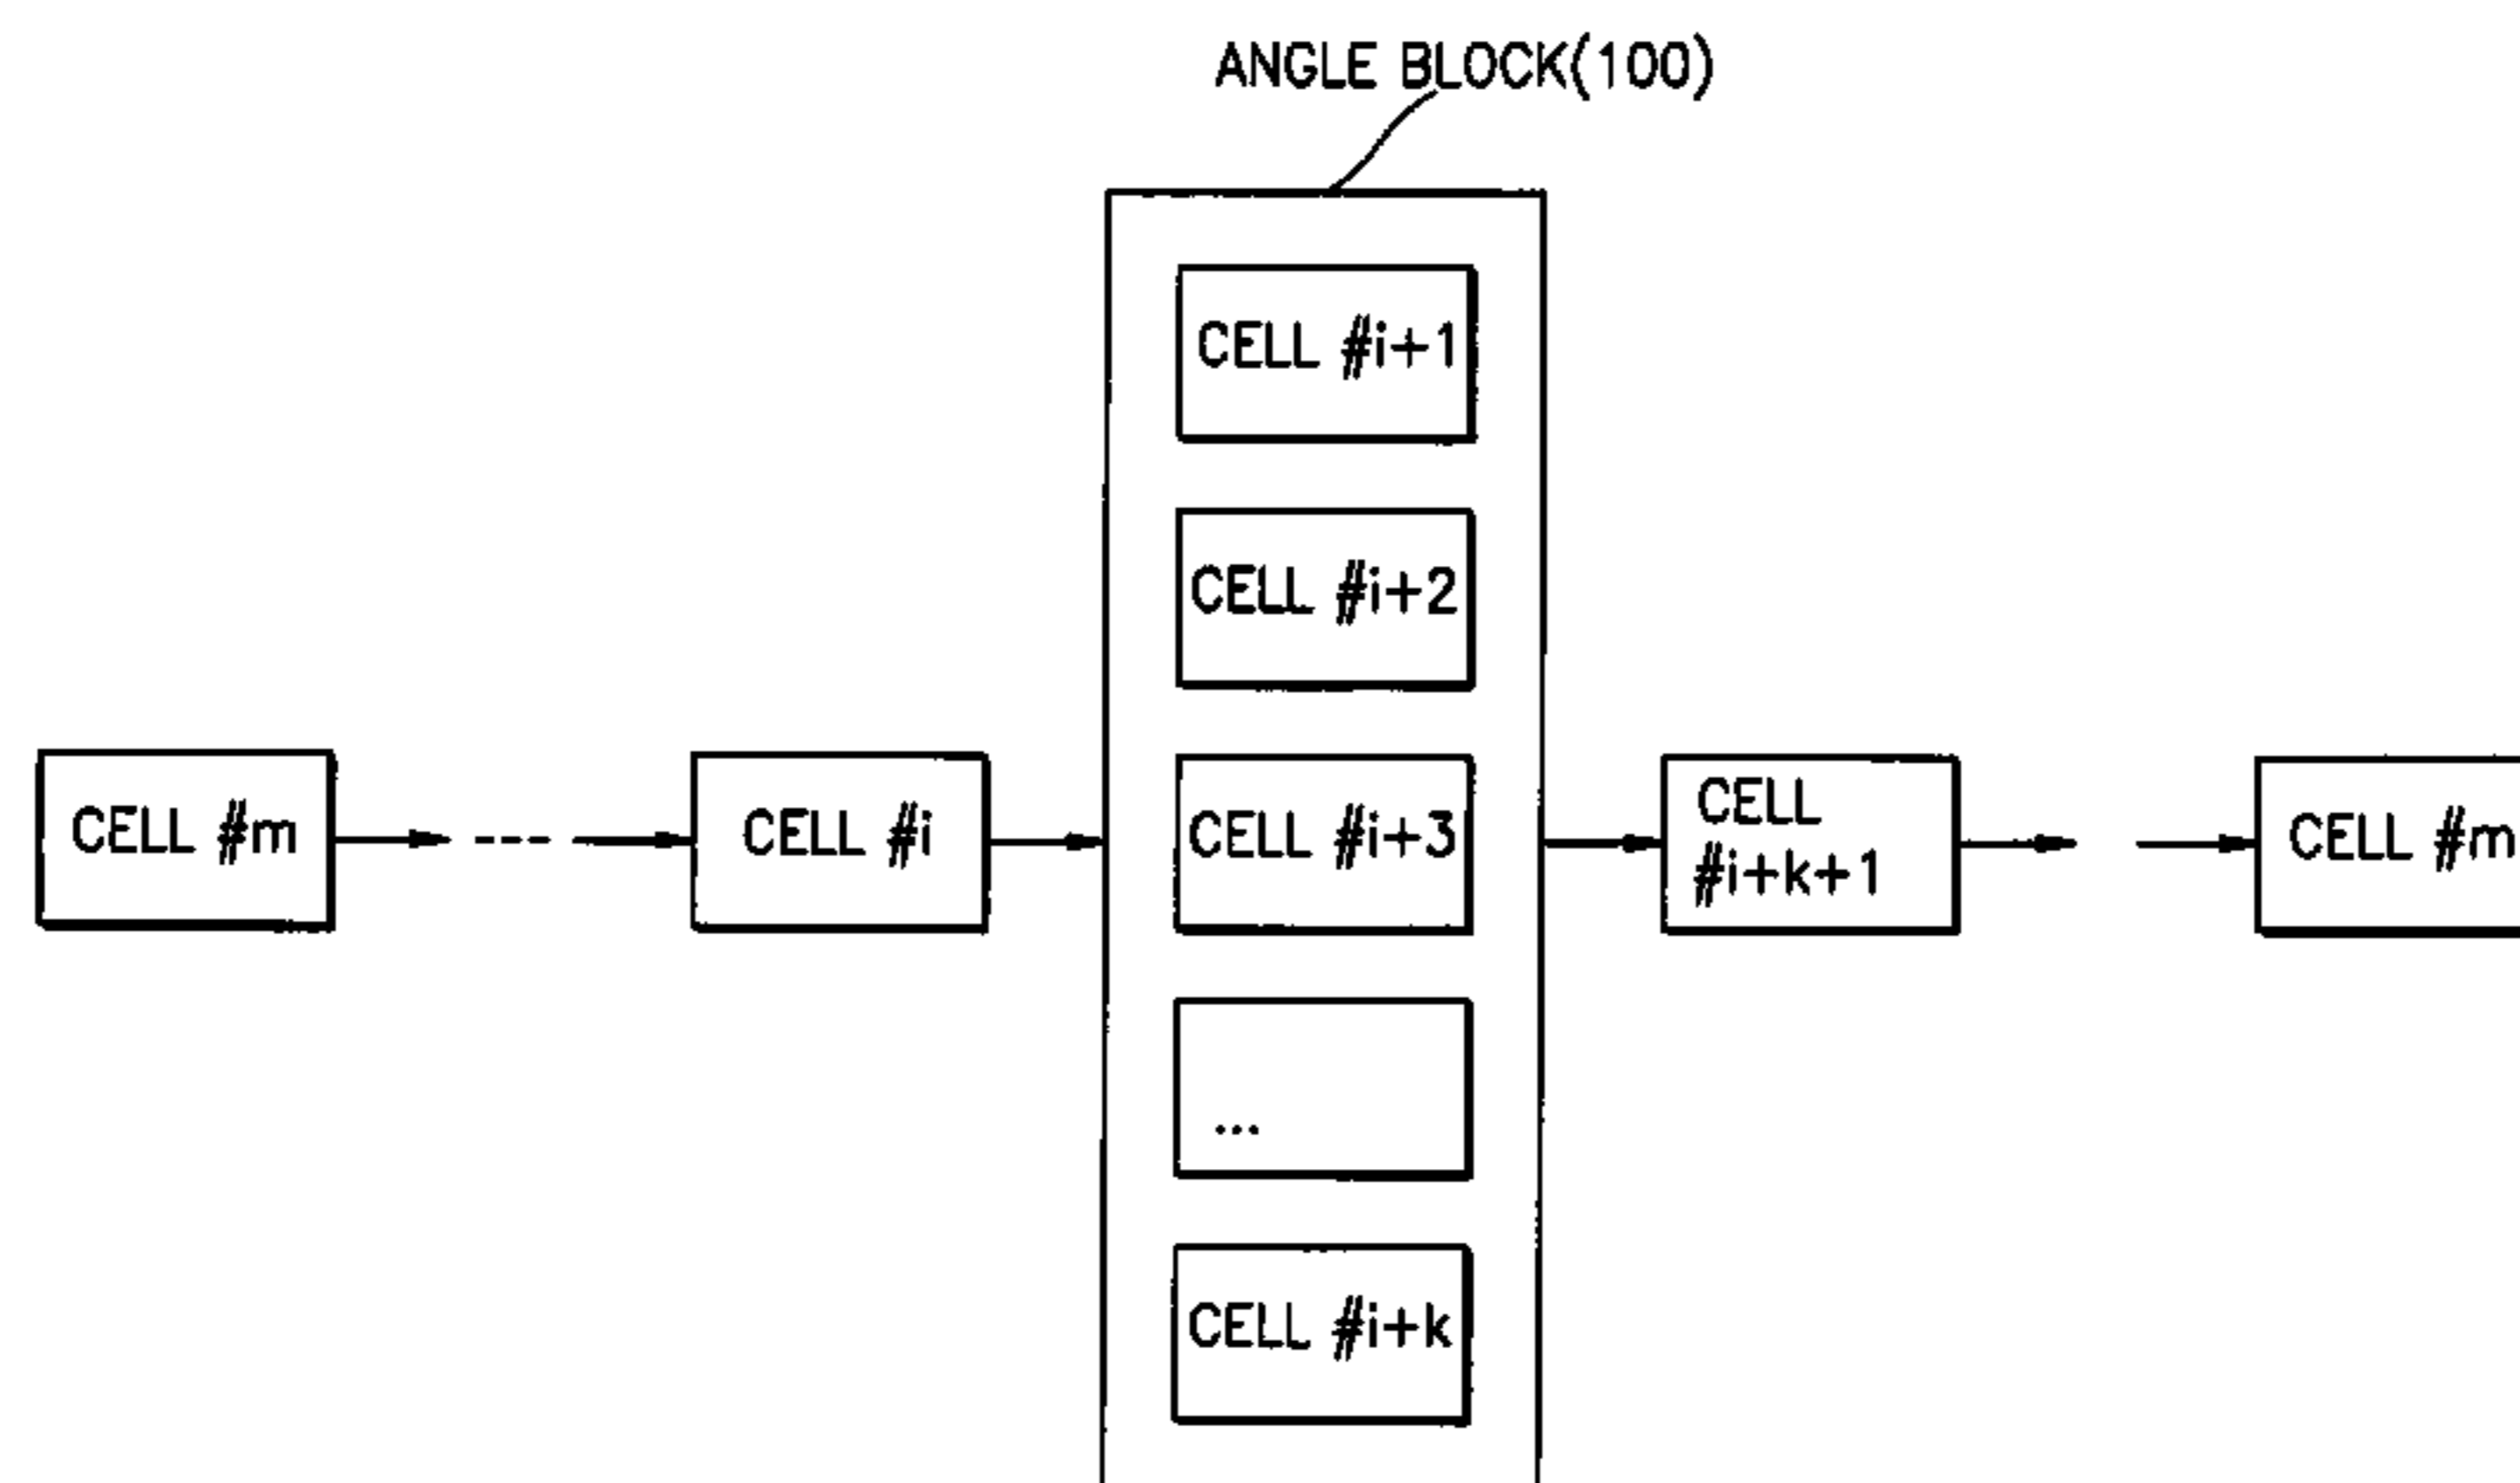 ANGLE BLOCK(100)
CELL #i+1
CELL #i+2
CELL #m
CELL #i
CELL #i+3
CELL
#i+k+1
CELL #m
...
CELL #i+k